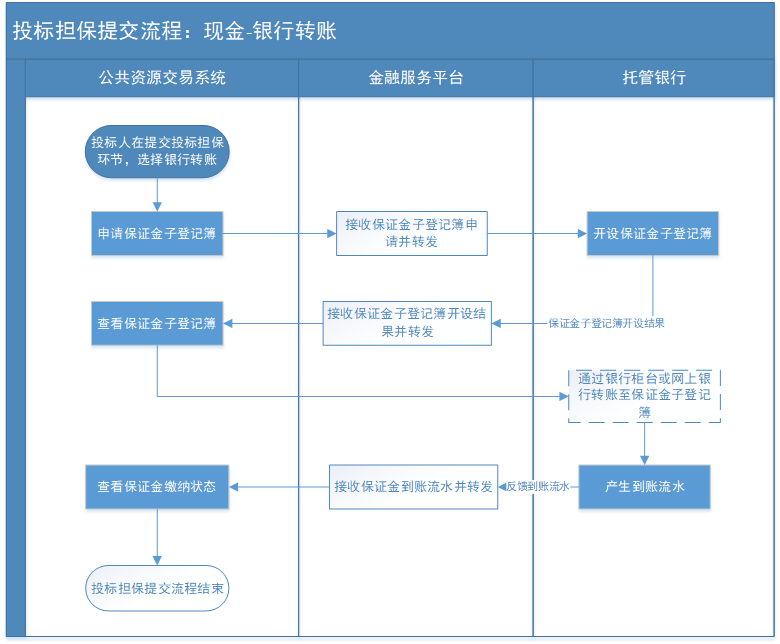 投标担保提交流程：现金-银行转账
公共资源交易系统
金融服务平台
托管银行
投标人在提交投标担保
环节，选择银行转账
申请保证金子登记簿
接收保证金子登记簿申
请并转发
开设保证金子登记簿
查看保证金子登记簿
接收保证金子登记簿开设结
果并转发
保证金子登记簿开设结果
通过银行柜台或网上银
行转账至保证金子登记
簿
查看保证金缴纳状态
接收保证金到账流水并转发
反馈到账流水
产生到账流水
投标担保提交流程结束